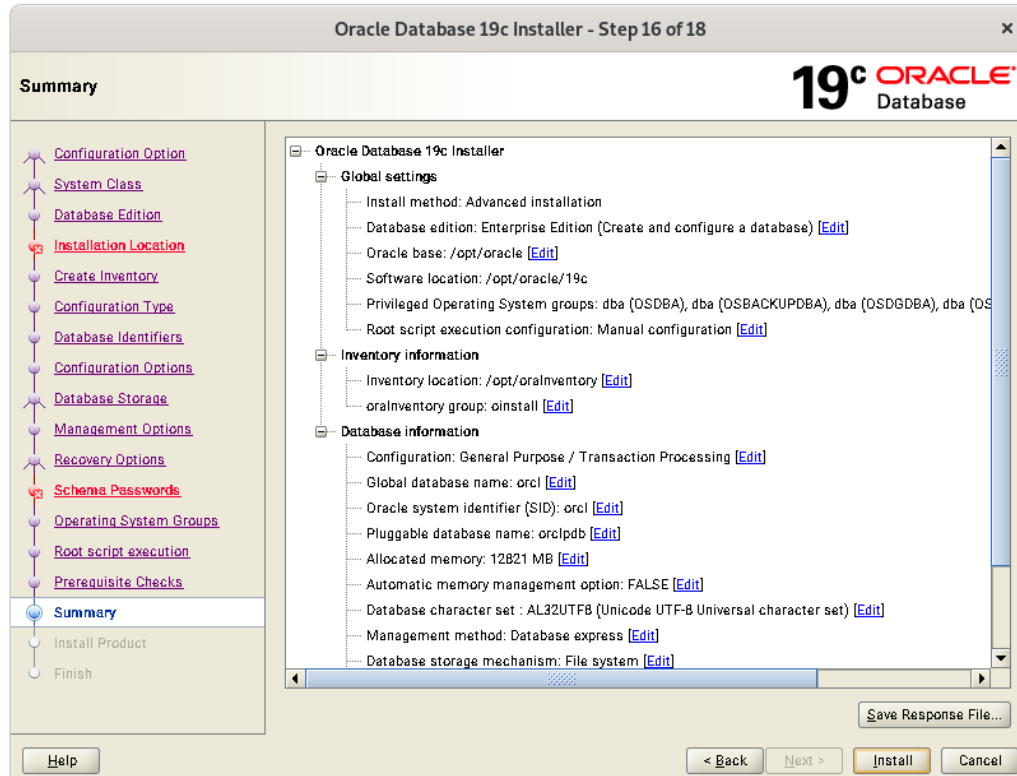 Oracle Database 19c Installer - Step 16 of 18
×
Summary
19c ORACLE
Database
Configuration Option
System Class
Database Edition
Installation Location
Create Inventory
Configuration Type
Database Identifiers
Configuration Options
Database Storage
Management Options
Recovery Options
Schema Passwords
Operating System Groups
Root script execution
Prerequisite Checks
Summary
Install Product
Finish
Oracle Database 19c Installer
Global settings
Install method: Advanced installation
Database edition: Enterprise Edition (Create and configure a database) [Edit]
Oracle base: /opt/oracle [Edit]
Software location: /opt/oracle/19c
Privileged Operating System groups: dba (OSDBA), dba (OSBACKUPDBA), dba (OSDGDBA), dba (OS
Root script execution configuration: Manual configuration [Edit]
Inventory information
Inventory location: /opt/oraInventory [Edit]
oraInventory group: oinstall [Edit]
Database information
Configuration: General Purpose / Transaction Processing [Edit]
Global database name: orcl [Edit]
Oracle system identifier (SID): orcl [Edit]
Pluggable database name: orclpdb [Edit]
Allocated memory: 12821 MB [Edit]
Automatic memory management option: FALSE [Edit]
Database character set : AL32UTF8 (Unicode UTF-8 Universal character set) [Edit]
Management method: Database express [Edit]
Database storage mechanism: File system [Edit]
Save Response File...
Help
< Back
Next >
Install
Cancel